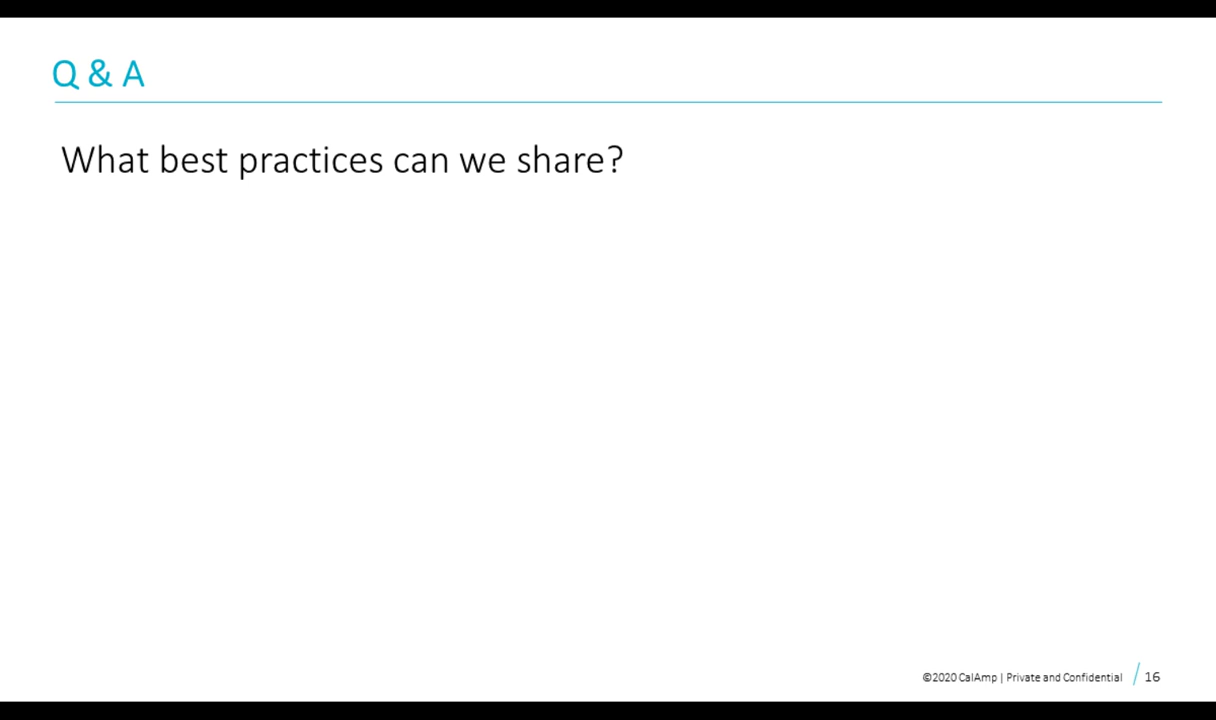 Q & A
What best practices can we share?
©2020 CalAmp | Private and Confidential / 16